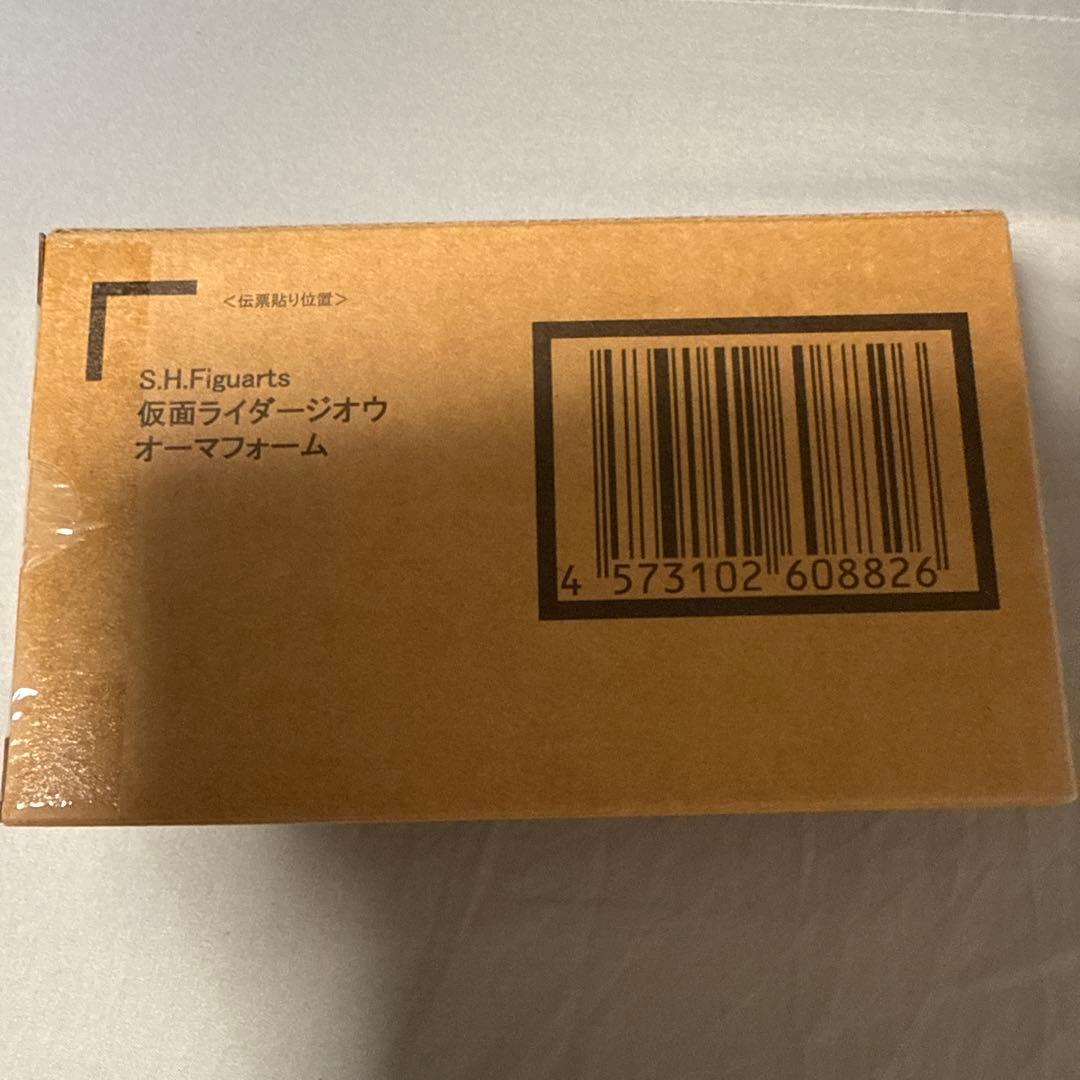 <伝票貼り位置>
S.H.Figuarts
仮面ライダージオウ
オーマフォーム
4 573102 608826